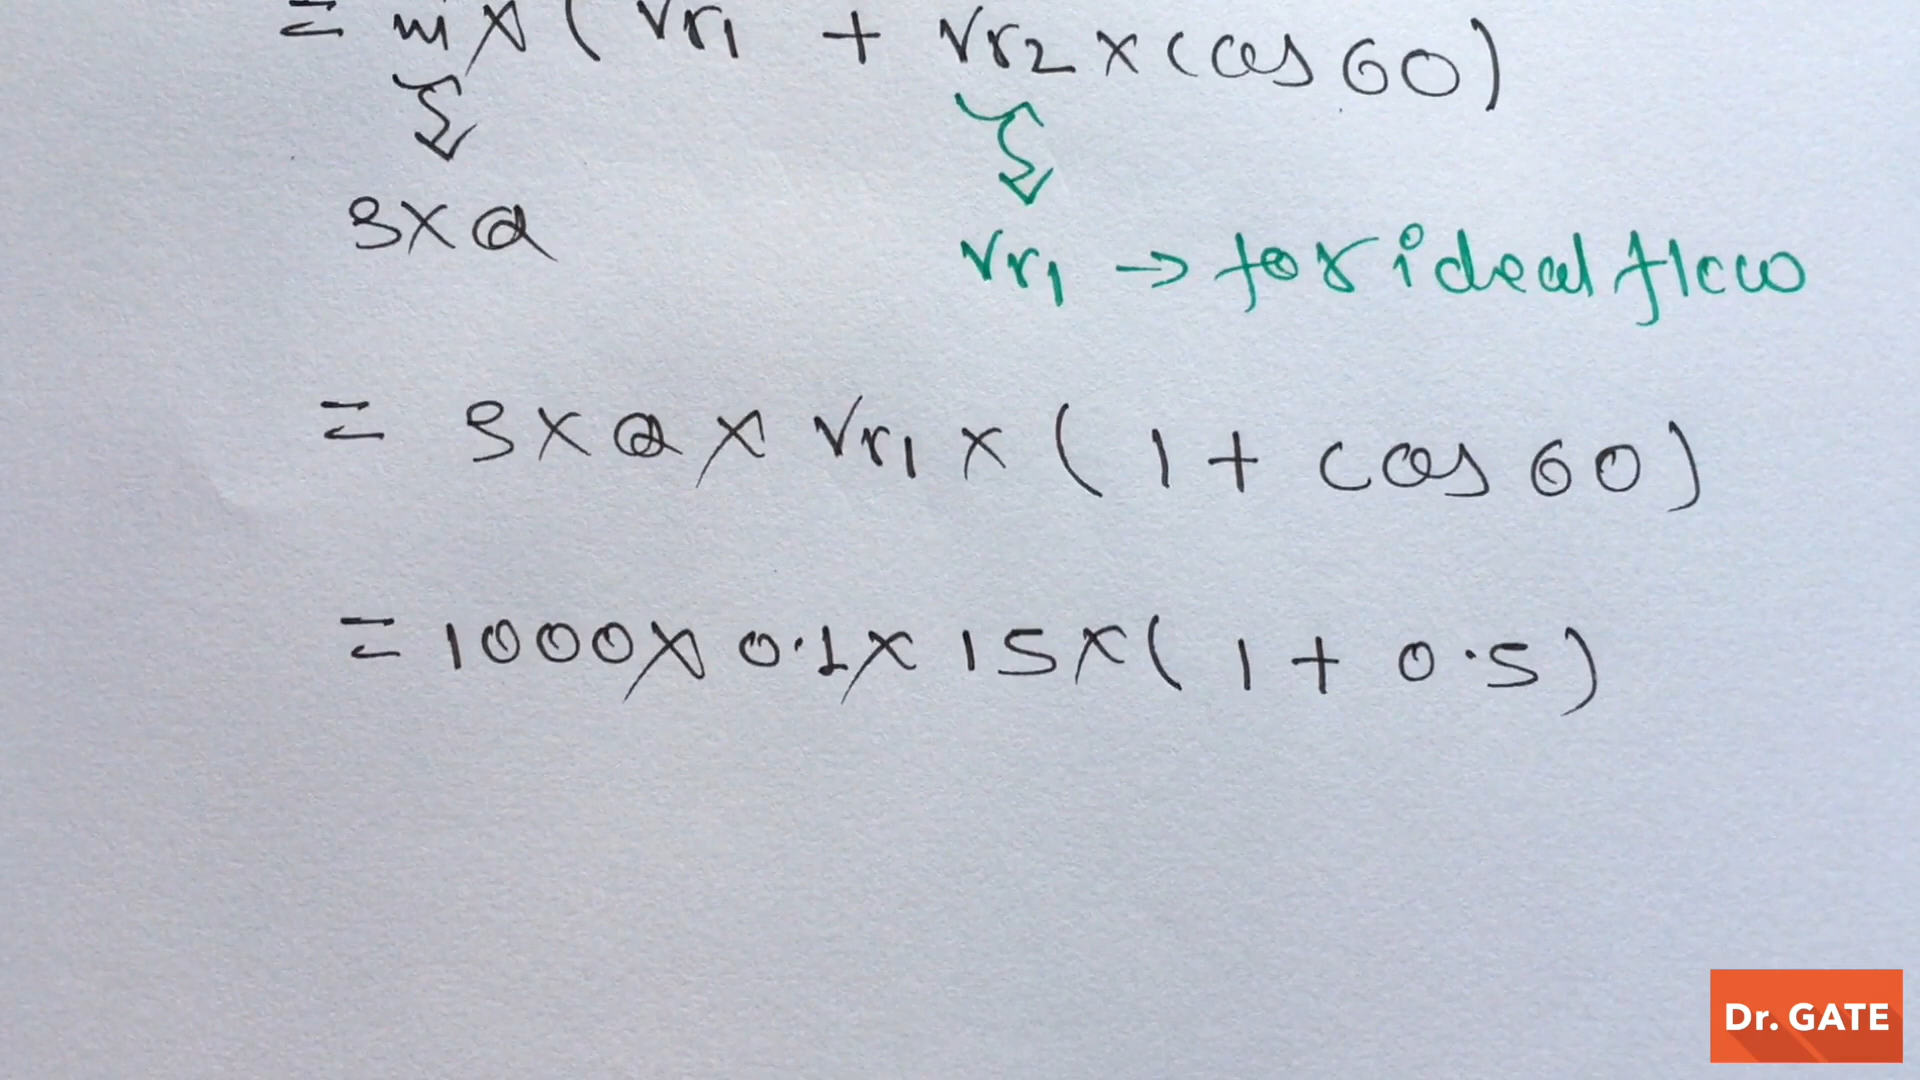 = ṁ × ( Vr1 + Vr2 × cos 60)
ρ × Q
Vr1 → for ideal flow
= ρ × Q × Vr1 × ( 1 + cos 60)
= 1000 × 0.1 × 15 × ( 1 + 0.5)
Dr. GATE